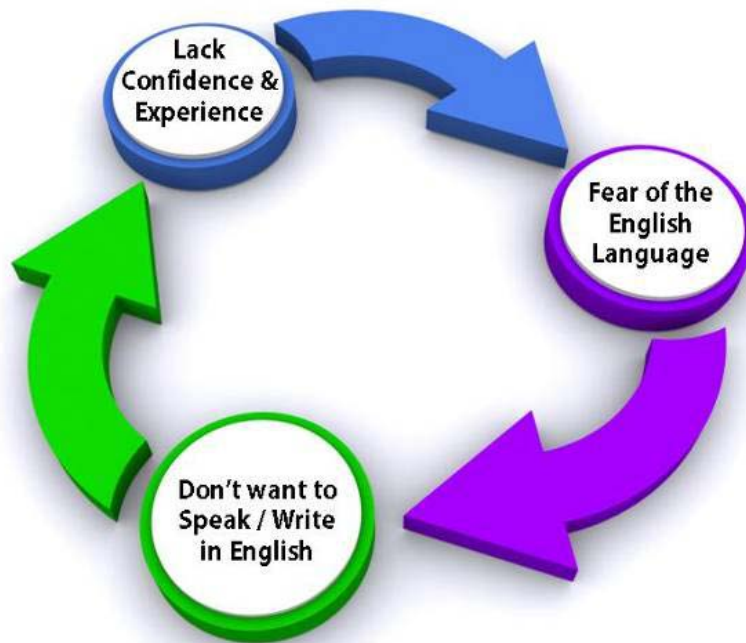 Lack
Confidence &
Experience
Fear of the
English
Language
Don't want to
Speak / Write
in English